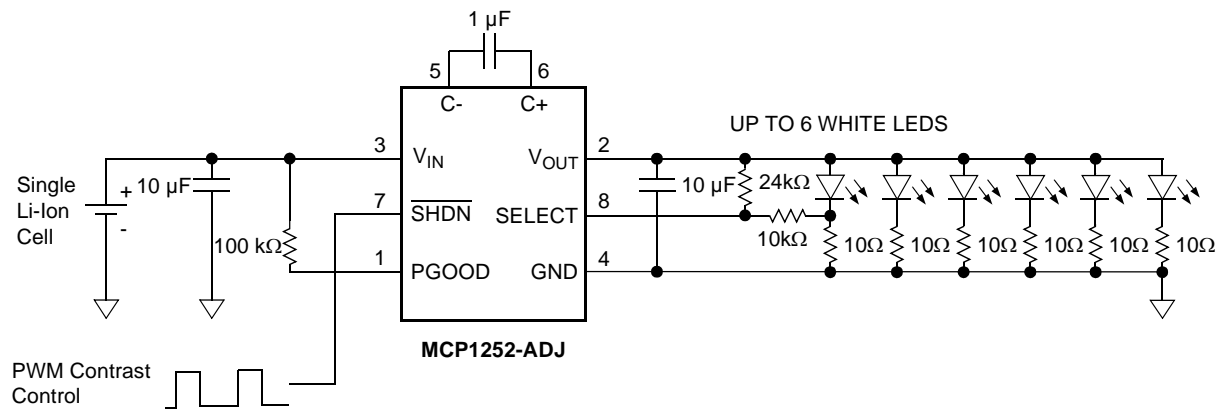 1 µF
5
6
C-
C+
UP TO 6 WHITE LEDS
3
VIN
VOUT
2
Single
Li-Ion
Cell
+
-
10 µF
10 µF
24kΩ
7
SHDN
SELECT
8
10kΩ
100 kΩ
10Ω
10Ω
10Ω
10Ω
10Ω
10Ω
1
PGOOD
GND
4
MCP1252-ADJ
PWM Contrast
Control